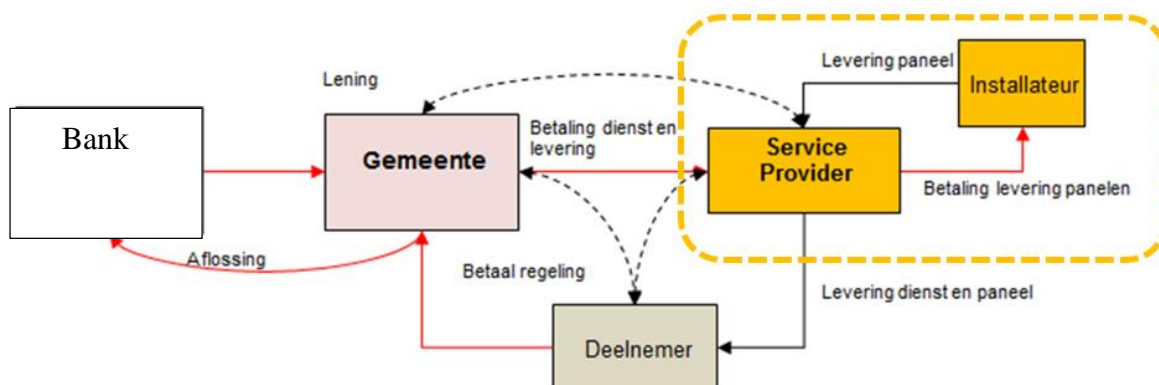 Levering paneel
Installateur
Lening
Bank
Betaling dienst en
levering
Gemeente
Service
Provider
Betaling levering panelen
Aflossing
Betaal regeling
Levering dienst en paneel
Deelnemer